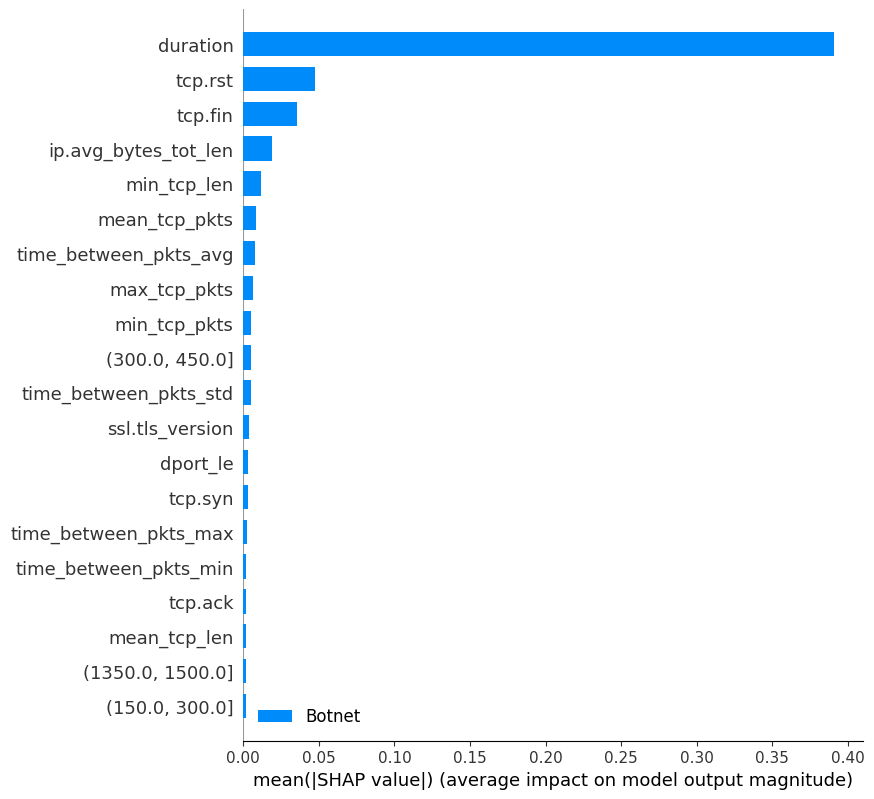 duration
tcp.rst
tcp.fin
ip.avg_bytes_tot_len
min_tcp_len
mean_tcp_pkts
time_between_pkts_avg
max_tcp_pkts
min_tcp_pkts
(300.0, 450.0]
time_between_pkts_std
ssl.tls_version
dport_le
tcp.syn
time_between_pkts_max
time_between_pkts_min
tcp.ack
mean_tcp_len
(1350.0, 1500.0]
(150.0, 300.0]
Botnet
0.00 0.05 0.10 0.15 0.20 0.25 0.30 0.35 0.40
mean(|SHAP value|) (average impact on model output magnitude)